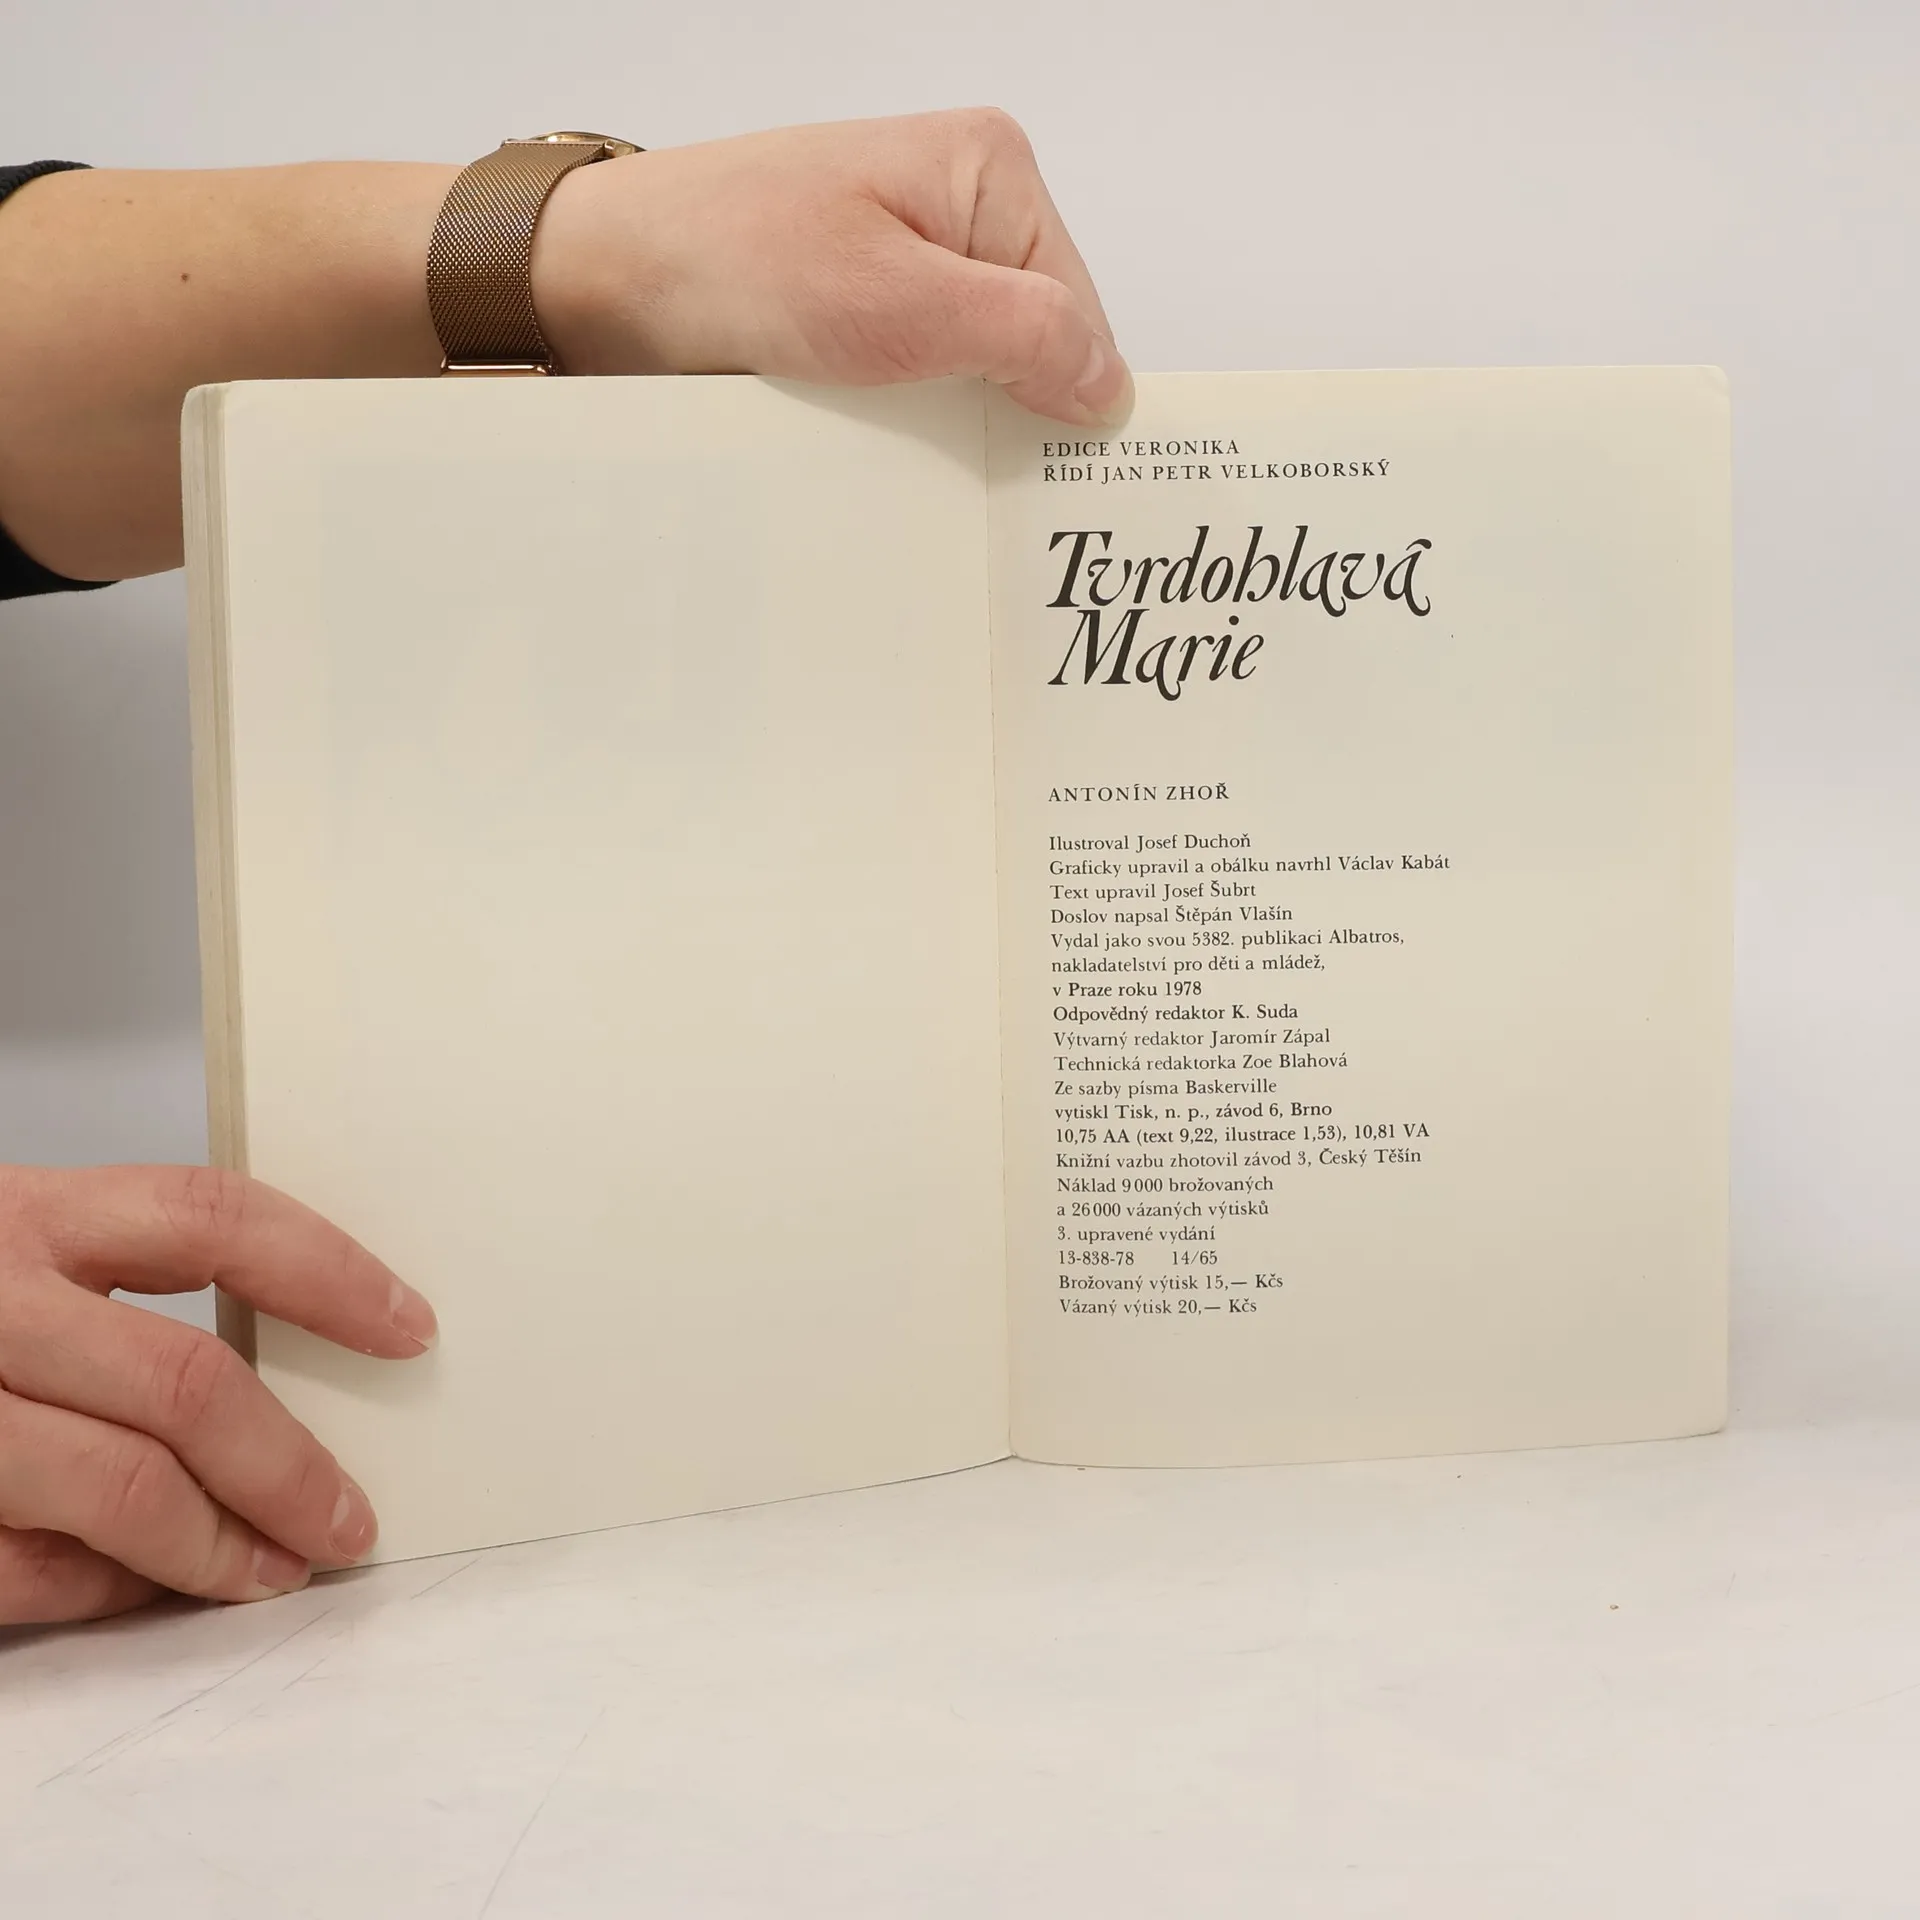 EDICE VERONIKA
ŘÍDÍ JAN PETR VELKOBORSKÝ
Tvrdohlavá
Marie
ANTONÍN ZHOŘ
Ilustroval Josef Duchoň
Graficky upravil a obálku navrhl Václav Kabát
Text upravil Josef Šubrt
Doslov napsal Štěpán Vlašín
Vydal jako svou 5382. publikaci Albatros,
nakladatelství pro děti a mládež,
v Praze roku 1978
Odpovědný redaktor K. Suda
Výtvarný redaktor Jaromír Zápal
Technická redaktorka Zoe Blahová
Ze sazby písma Baskerville
vytiskl Tisk, n. p., závod 6, Brno
10,75 AA (text 9,22, ilustrace 1,53), 10,81 VA
Knižní vazbu zhotovil závod 3, Český Těšín
Náklad 9 000 brožovaných
a 26 000 vázaných výtisků
3. upravené vydání
13-838-78 14/65
Brožovaný výtisk 15,— Kčs
Vázaný výtisk 20,— Kčs